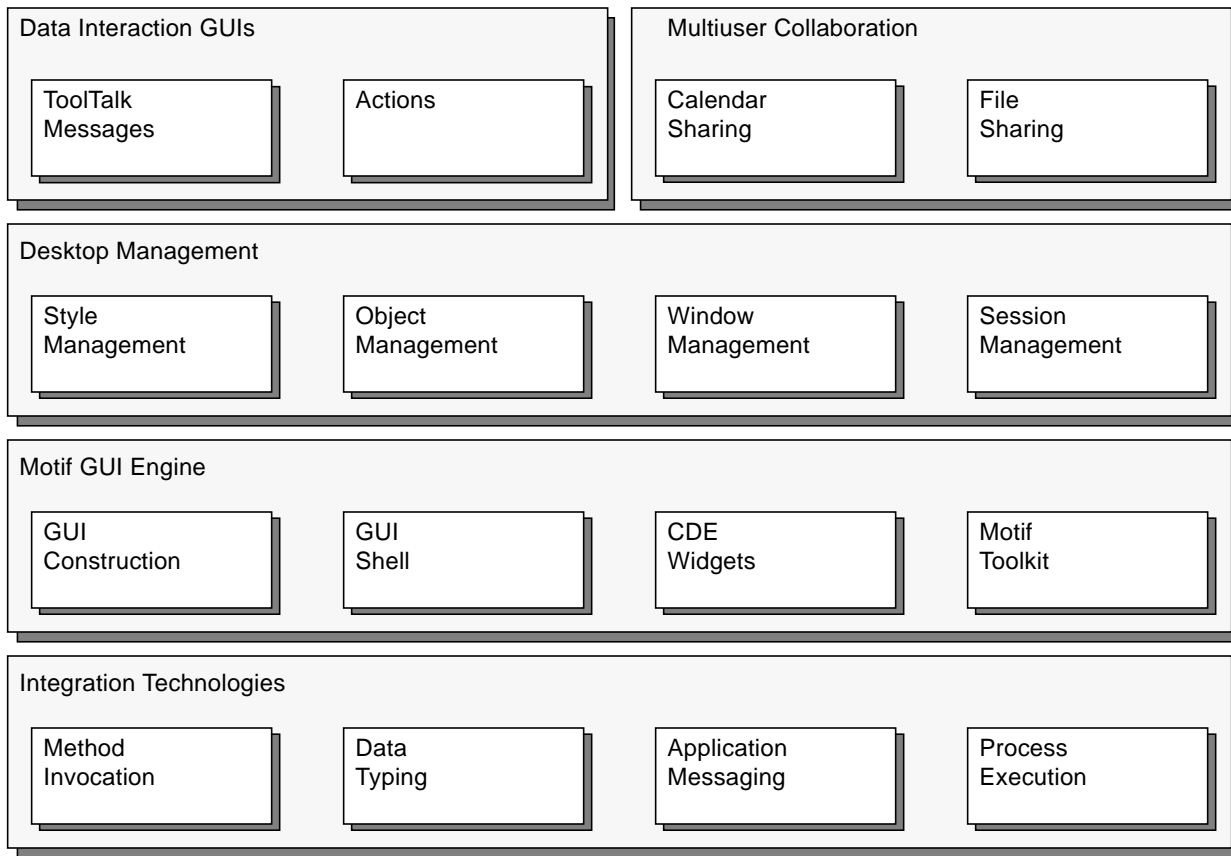 Data Interaction GUIs
ToolTalk
Messages
Actions
Multiuser Collaboration
Calendar
Sharing
File
Sharing
Desktop Management
Style
Management
Object
Management
Window
Management
Session
Management
Motif GUI Engine
GUI
Construction
GUI
Shell
CDE
Widgets
Motif
Toolkit
Integration Technologies
Method
Invocation
Data
Typing
Application
Messaging
Process
Execution